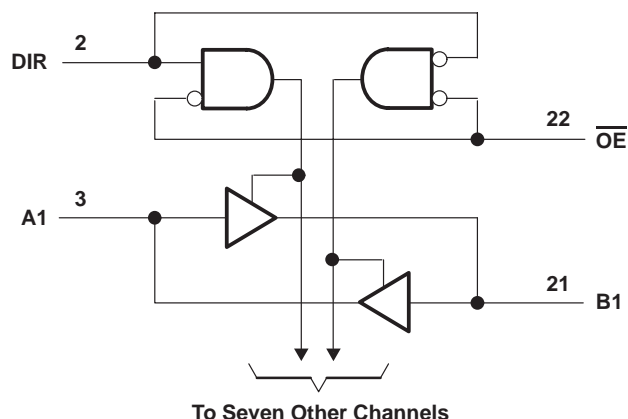 DIR 2
22 OE
A1 3
21 B1
To Seven Other Channels